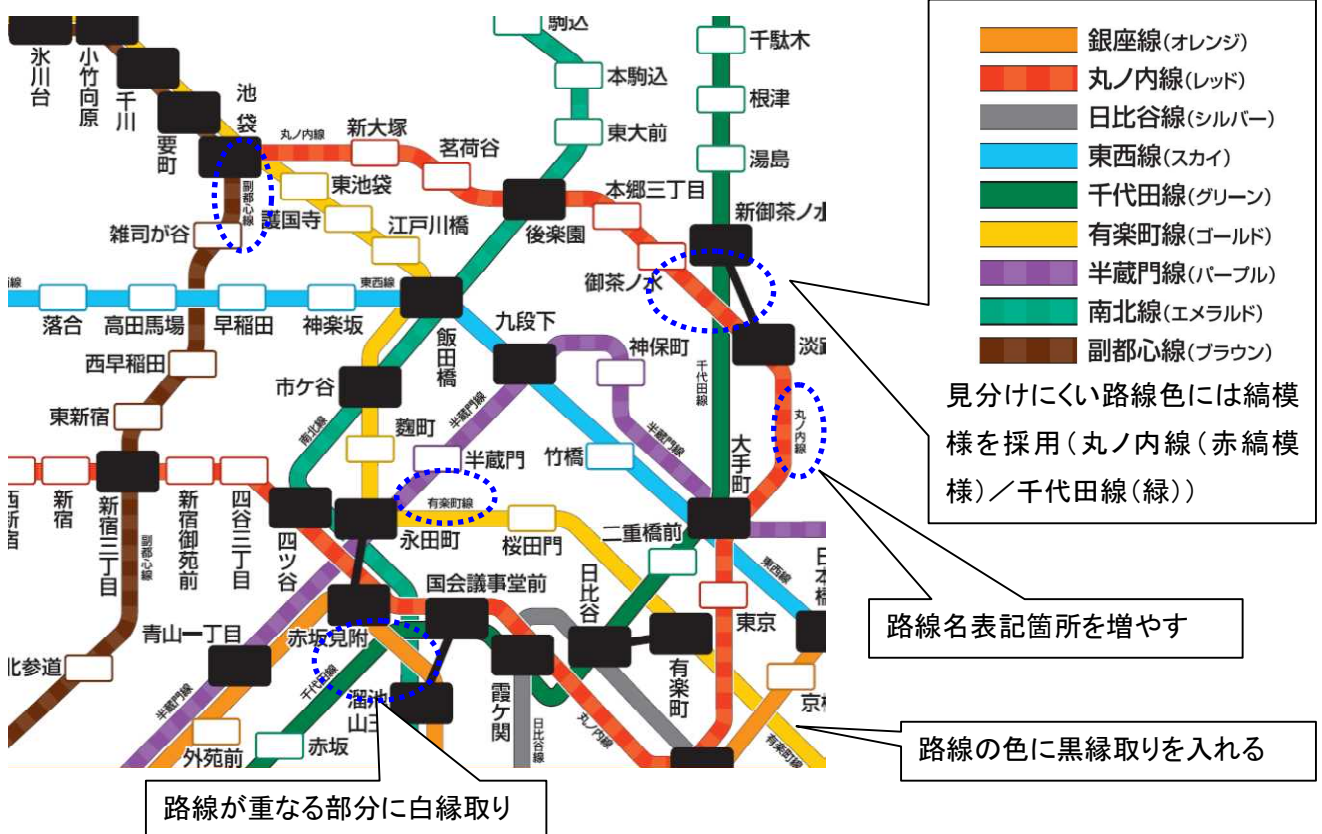 銀座線(オレンジ)
丸ノ内線(レッド)
日比谷線(シルバー)
東西線(スカイ)
千代田線(グリーン)
有楽町線(ゴールド)
半蔵門線(パープル)
南北線(エメラルド)
副都心線(ブラウン)
見分けにくい路線色には縞模
様を採用(丸ノ内線(赤縞模
様)/千代田線(緑))
路線名表記箇所を増やす
路線の色に黒縁取りを入れる
路線が重なる部分に白縁取り
氷川台
小竹向原
千川
要町
池袋
丸ノ内線
新大塚
茗荷谷
駒込
本駒込
東大前
千駄木
根津
湯島
本郷三丁目
新御茶ノ水
後楽園
東池袋
護国寺
江戸川橋
副都心線
雑司が谷
御茶ノ水
東西線
落合
高田馬場
早稲田
神楽坂
飯田橋
九段下
神保町
淡路
千代田線
丸ノ内線
西早稲田
市ケ谷
南北線
麹町
半蔵門線
半蔵門
半蔵門線
竹橋
大手町
東新宿
有楽町線
西新宿
新宿
新宿三丁目
新宿御苑前
四谷三丁目
四ツ谷
永田町
桜田門
二重橋前
副都心線
東西線
日本橋
国会議事堂前
日比谷
東京
青山一丁目
赤坂見附
北参道
千代田線
半蔵門線
溜池
山王
霞ケ関
有楽町
京橋
外苑前
赤坂
日比谷線
丸ノ内線
有楽町線